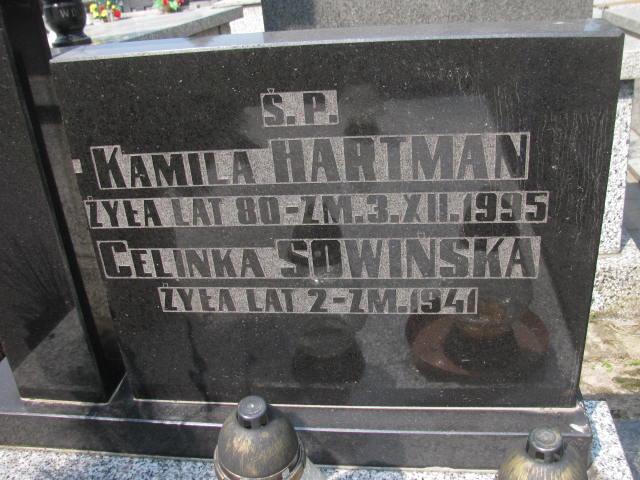 Ś.P.
KAMILA HARTMAN
ŻYŁA LAT 80-ZM.3.XII.1995
CELINKA SOWIŃSKA
ŻYŁA LAT 2-ZM.1941